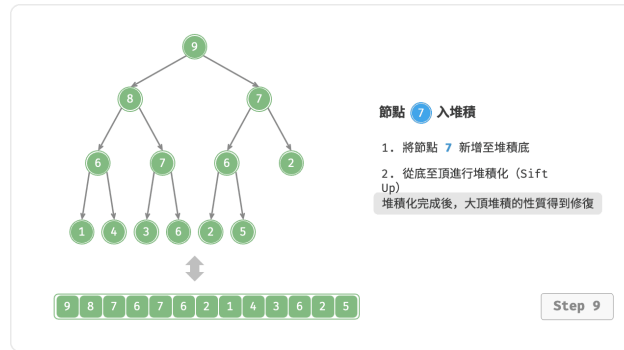 9
節點 7 入堆積
8
7
1. 將節點 7 新增至堆積底
6
7
6
2
2. 從底至頂進行堆積化（Sift
Up）
堆積化完成後，大頂堆積的性質得到修復
1
4
3
6
2
5
9 8 7 6 7 6 2 1 4 3 6 2 5
Step 9